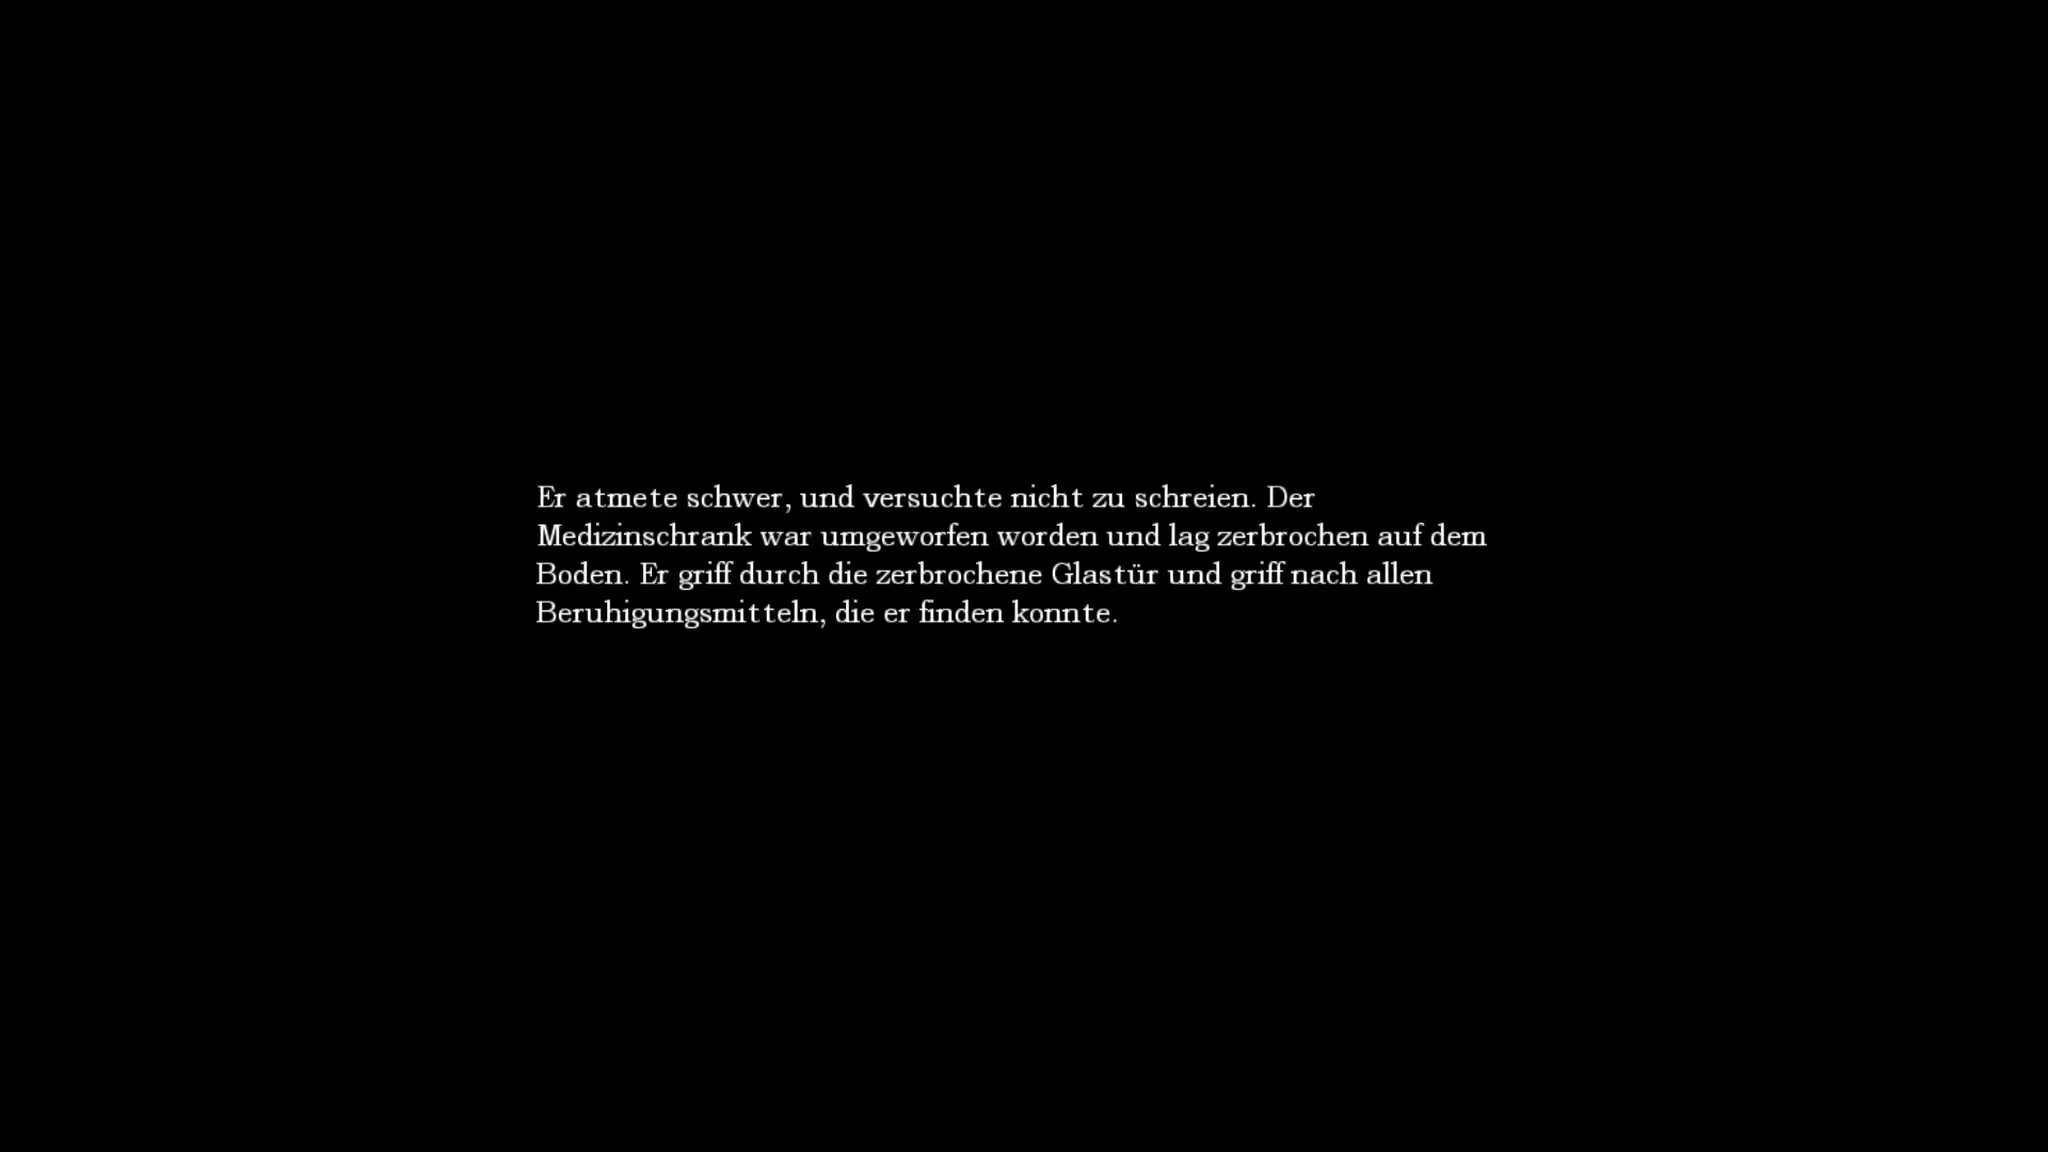 Er atmete schwer, und versuchte nicht zu schreien. Der
Medizinschrank war umgeworfen worden und lag zerbrochen auf dem
Boden. Er griff durch die zerbrochene Glastür und griff nach allen
Beruhigungsmitteln, die er finden konnte.